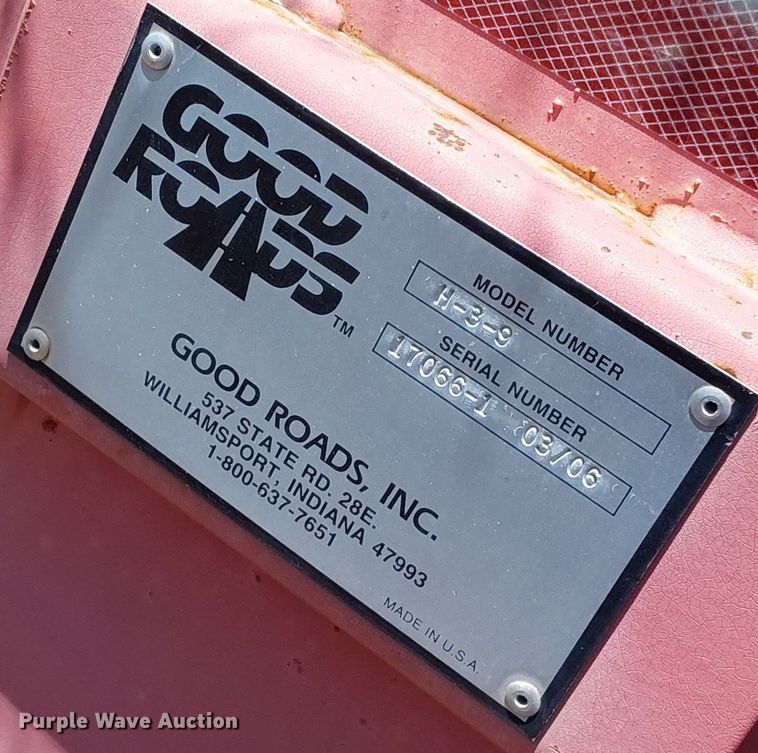 GOOD
ROADS
TM
MODEL NUMBER
H-3-9
SERIAL NUMBER
17066-1 03/06
GOOD ROADS, INC.
537 STATE RD. 28E.
WILLIAMSPORT, INDIANA 47993
1-800-637-7651
MADE IN U.S.A.
Purple Wave Auction